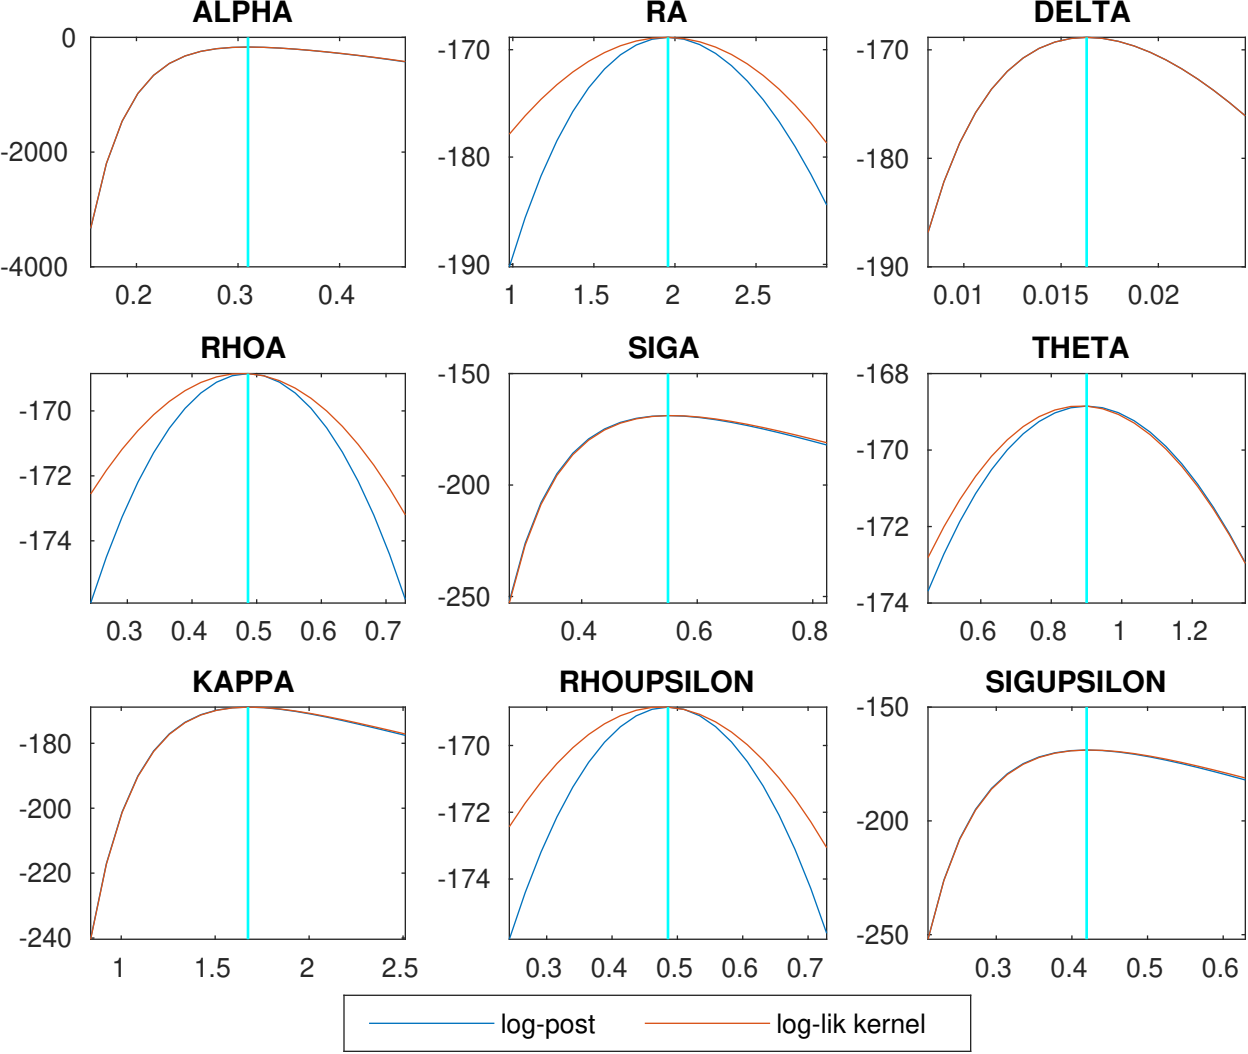 ALPHA RA DELTA
0 -2000 -4000
0.2 0.3 0.4
-170 -180 -190
1 1.5 2 2.5
-170 -180 -190
0.01 0.015 0.02
RHOA SIGA THETA
-170 -172 -174
0.3 0.4 0.5 0.6 0.7
-150 -200 -250
0.4 0.6 0.8
-168 -170 -172 -174
0.6 0.8 1 1.2
KAPPA RHOUPSILON SIGUPSILON
-180 -200 -220 -240
1 1.5 2 2.5
-170 -172 -174
0.3 0.4 0.5 0.6 0.7
-150 -200 -250
0.3 0.4 0.5 0.6
log-post log-lik kernel